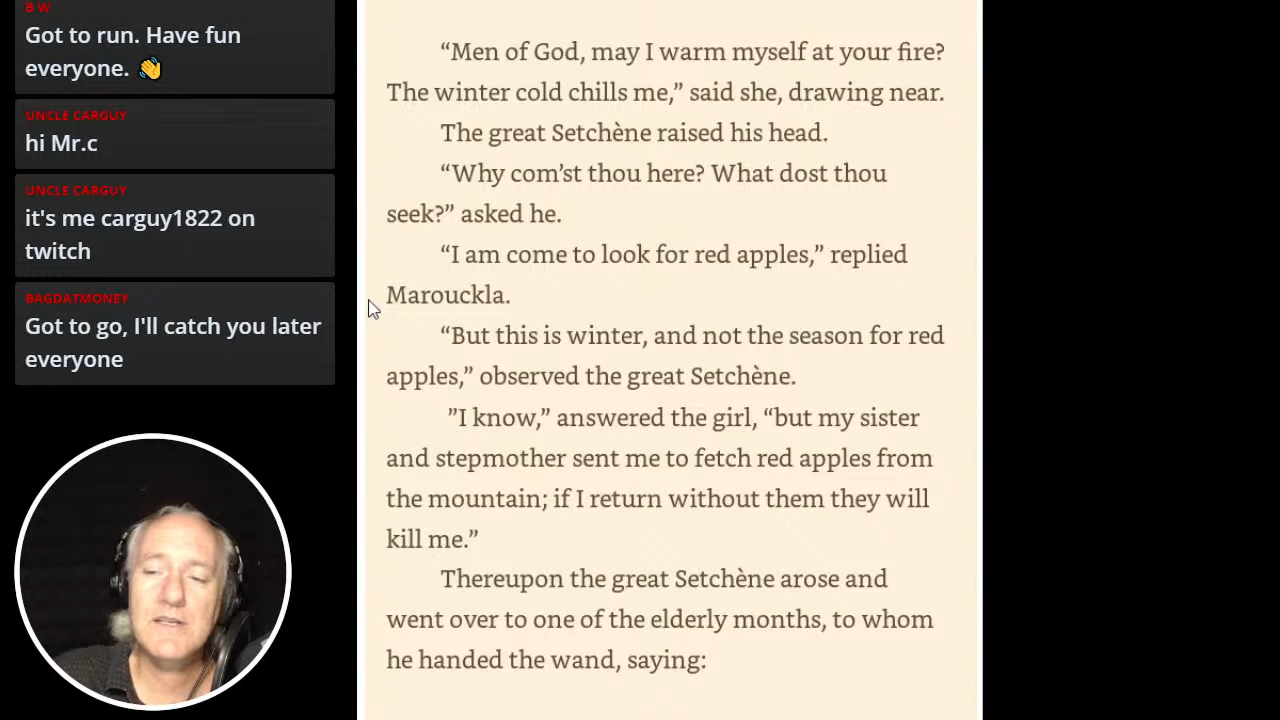 B W
Got to run. Have fun
everyone. 👋
UNCLE CARGUY
hi Mr.c
UNCLE CARGUY
it's me carguy1822 on
twitch
BAGDATMONEY
Got to go, I'll catch you later
everyone
“Men of God, may I warm myself at your fire?
The winter cold chills me,” said she, drawing near.
The great Setchène raised his head.
“Why com’st thou here? What dost thou
seek?” asked he.
“I am come to look for red apples,” replied
Marouckla.
“But this is winter, and not the season for red
apples,” observed the great Setchène.
”I know,” answered the girl, “but my sister
and stepmother sent me to fetch red apples from
the mountain; if I return without them they will
kill me.”
Thereupon the great Setchène arose and
went over to one of the elderly months, to whom
he handed the wand, saying: